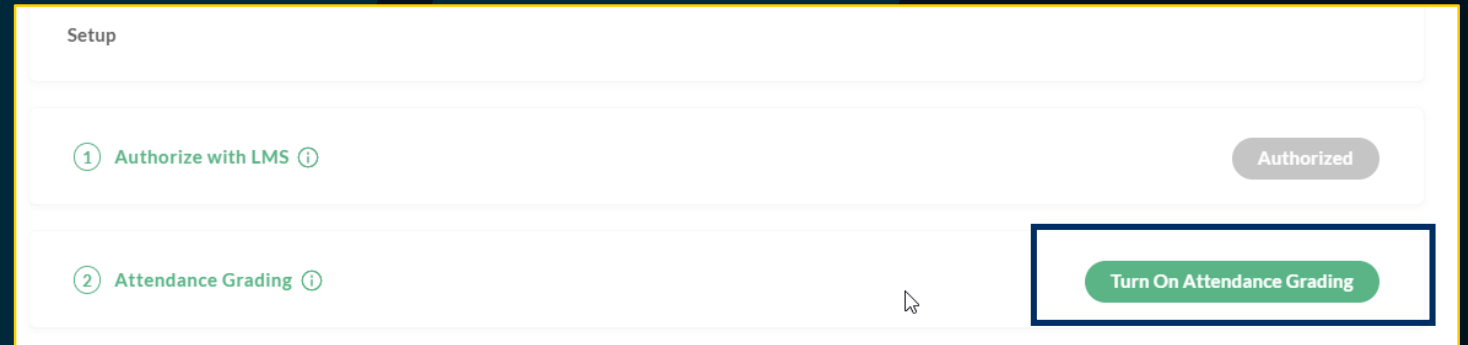 Setup
1 Authorize with LMS i
Authorized
2 Attendance Grading i
Turn On Attendance Grading